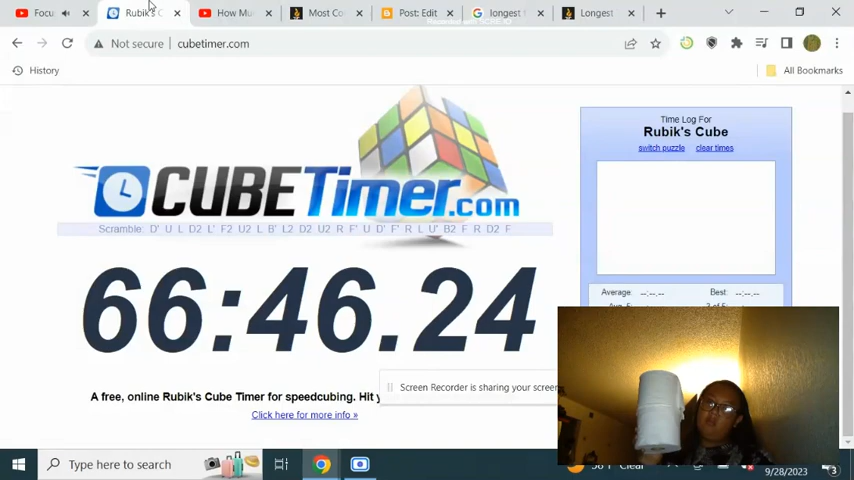 Focu
Rubik's C
How Mu
Most Co
Post: Edit
longest
Longest
Not secure | cubetimer.com
History
All Bookmarks
CUBETimer.com
Scramble: D' U L D2 L' F2 U2 L B' L2 D2 U2 R F' U D' F' R L U' B2 F R D2 F
66:46.24
A free, online Rubik's Cube Timer for speedcubing. Hit y
Click here for more info »
Time Log For
Rubik's Cube
switch puzzle clear times
Average: --:--.-- Best: --:--.--
Screen Recorder is sharing your screen
Type here to search
Clear
9/28/2023
3